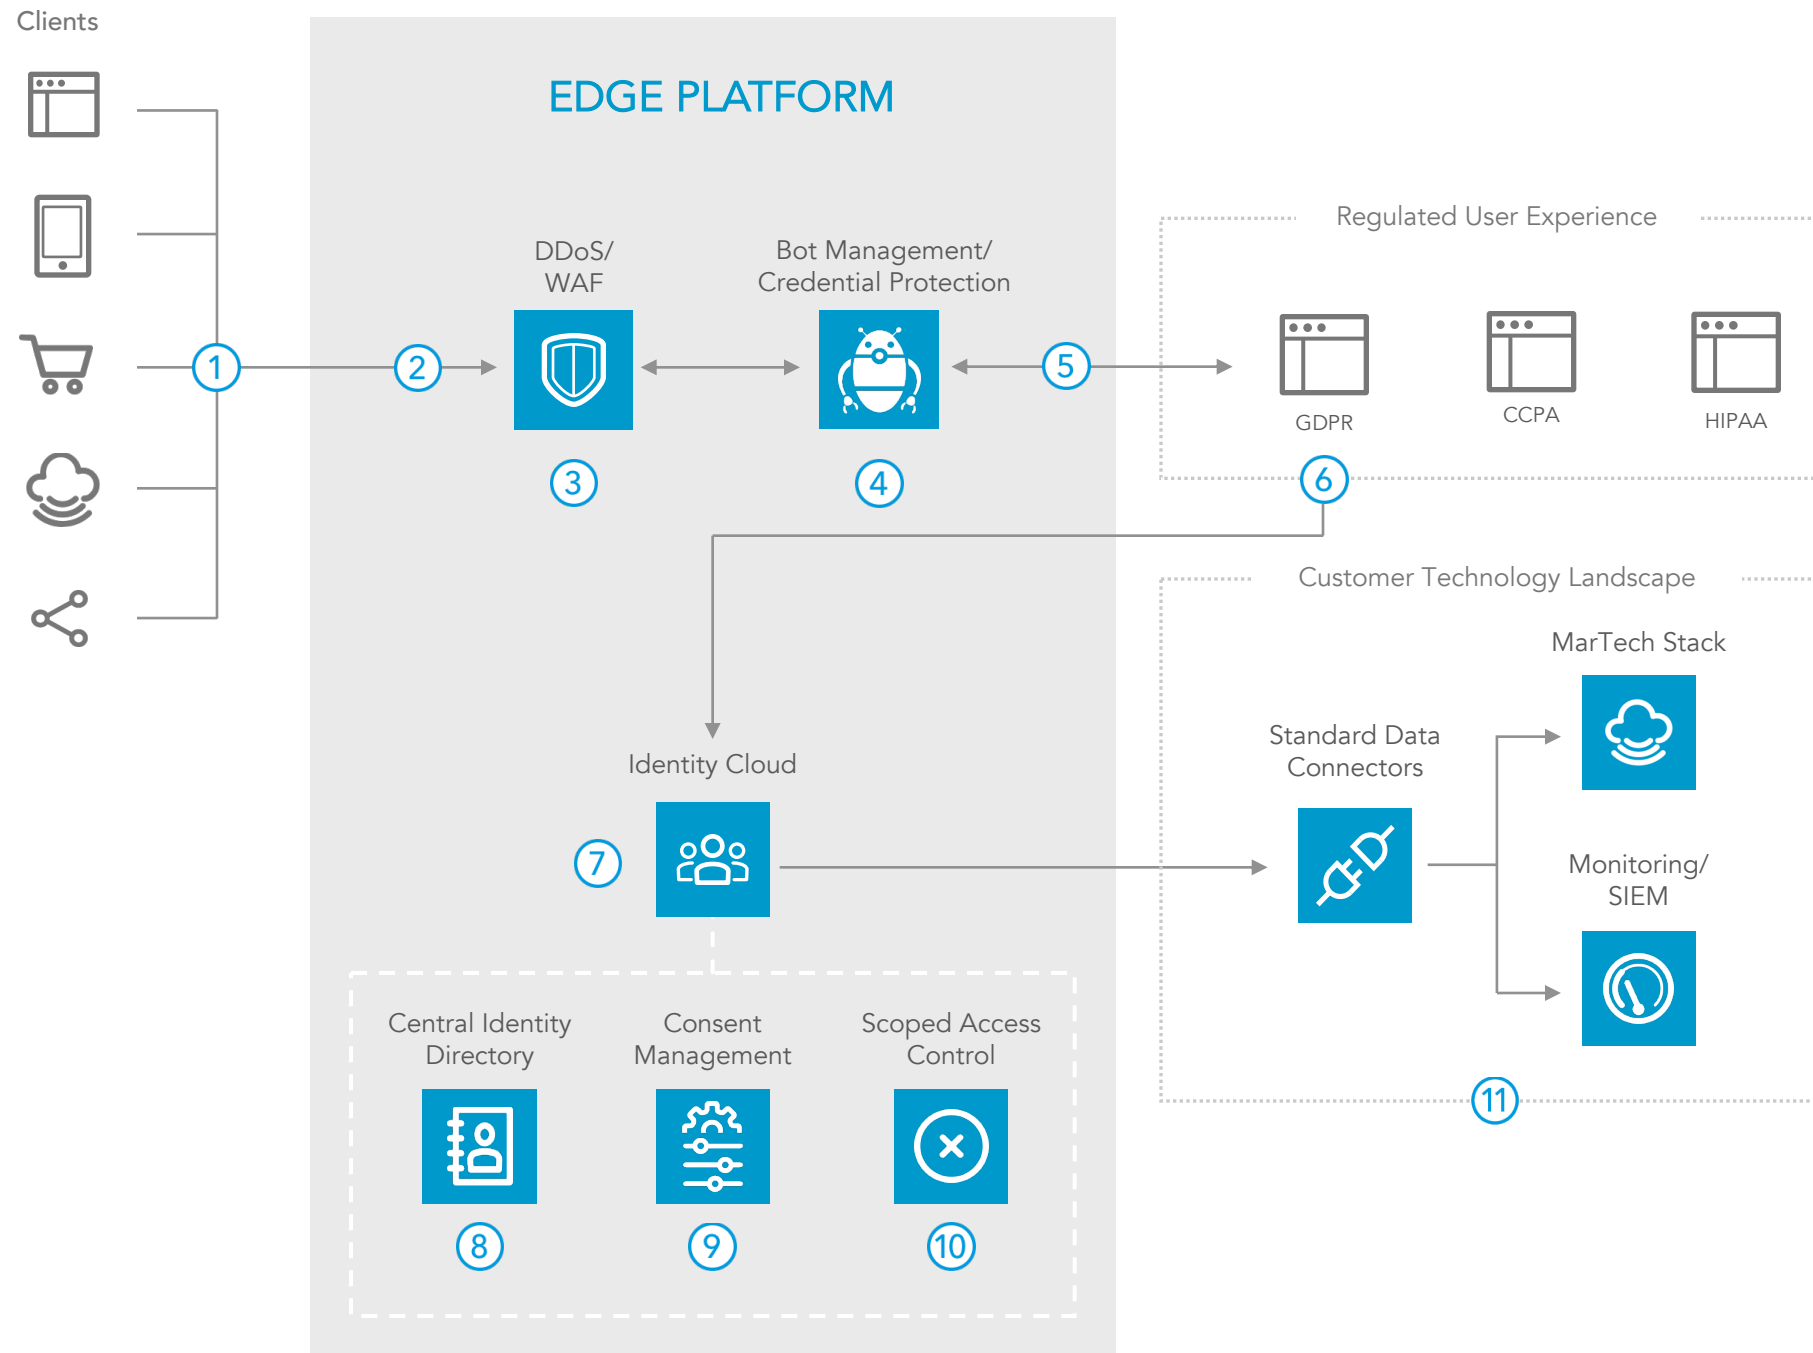 Clients
EDGE PLATFORM
DDoS/
WAF
Bot Management/
Credential Protection
Regulated User Experience
1
2
3
4
5
GDPR
CCPA
HIPAA
6
Customer Technology Landscape
MarTech Stack
Standard Data
Connectors
Monitoring/
SIEM
11
Identity Cloud
7
Central Identity
Directory
Consent
Management
Scoped Access
Control
8
9
10